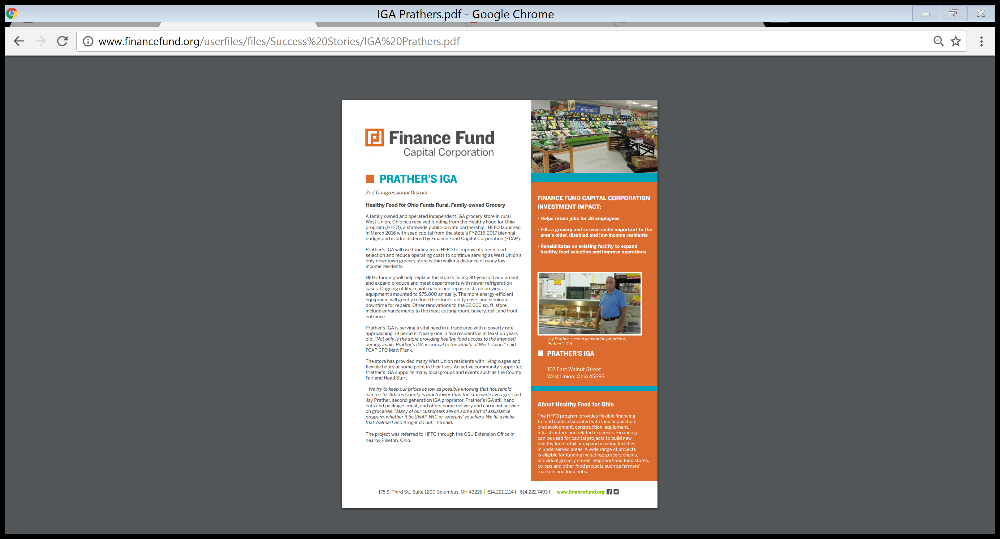 IGA Prathers.pdf - Google Chrome
www.financefund.org/userfiles/files/Success%20Stories/IGA%20Prathers.pdf
Finance Fund
Capital Corporation
PRATHER’S IGA
2nd Congressional District
Healthy Food for Ohio Funds Rural, Family-owned Grocery
A family owned and operated independent IGA grocery store in rural
West Union, Ohio has received funding from the Healthy Food for Ohio
program (HFFO), a statewide public-private partnership.  HFFO launched
in March 2016 with seed capital from the state’s FY2016-2017 biennial
budget and is administered by Finance Fund Capital Corporation (FCAP).
Prather’s IGA will use funding from HFFO to improve its fresh food
selection and reduce operating costs to continue serving as West Union’s
only downtown grocery store within walking distance of many low-
income residents.
HFFO funding will help replace the store’s failing 30-year-old equipment
and expand produce and meat departments with newer refrigeration
cases. Ongoing utility, maintenance and repair costs on previous
equipment amounted to $75,000 annually. The more energy-efficient
equipment will greatly reduce the store’s utility costs and eliminate
downtime for repairs. Other renovations to the 22,000 sq. ft. store
include enhancements to the meat cutting room, bakery, deli, and front
entrance.
Prather’s IGA is serving a vital need in a trade area with a poverty rate
approaching 28 percent. Nearly one in five residents is at least 65 years
old. “Not only is the store providing healthy food access to the intended
demographic, Prather’s IGA is critical to the vitality of West Union,” said
FCAP CFO Matt Frank.
The store has provided many West Union residents with living wages and
flexible hours at some point in their lives. An active community supporter,
Prather’s IGA supports many local groups and events such as the County
Fair and Head Start.
“We try to keep our prices as low as possible knowing that household
income for Adams County is much lower than the statewide average,” said
Jay Prather, second generation IGA proprietor. Prather’s IGA still hand
cuts and packages meat, and offers home delivery and carry out service
on groceries. “Many of our customers are on some sort of assistance
program, whether it be SNAP, WIC or veterans’ vouchers. We fill a niche
that Walmart and Kroger do not,” he said.
The project was referred to HFFO through the OSU Extension Office in
nearby Piketon, Ohio.
PRODUCE
FINANCE FUND CAPITAL CORPORATION
INVESTMENT IMPACT:
• Helps retain jobs for 38 employees
• Fills a grocery and service niche important to the
area’s older, disabled and low-income residents
• Rehabilitates an existing facility to expand
healthy food selection and improve operations
Jay Prather, second generation proprietor,
Prather’s IGA
PRATHER’S IGA
107 East Walnut Street
West Union, Ohio 45693
About Healthy Food for Ohio
The HFFO program provides flexible financing
to fund costs associated with land acquisition,
predevelopment, construction, equipment,
infrastructure and related expenses. Financing
can be used for capital projects to build new
healthy food retail or expand existing facilities
in underserved areas. A wide range of projects
is eligible for funding including: grocery chains,
individual grocery stores, neighborhood food stores,
co-ops and other food projects such as farmers’
markets and food hubs.
175 S. Third St., Suite 1200 Columbus, OH 43215 | 614.221.1114 t 614.221.7493 f | www.financefund.org